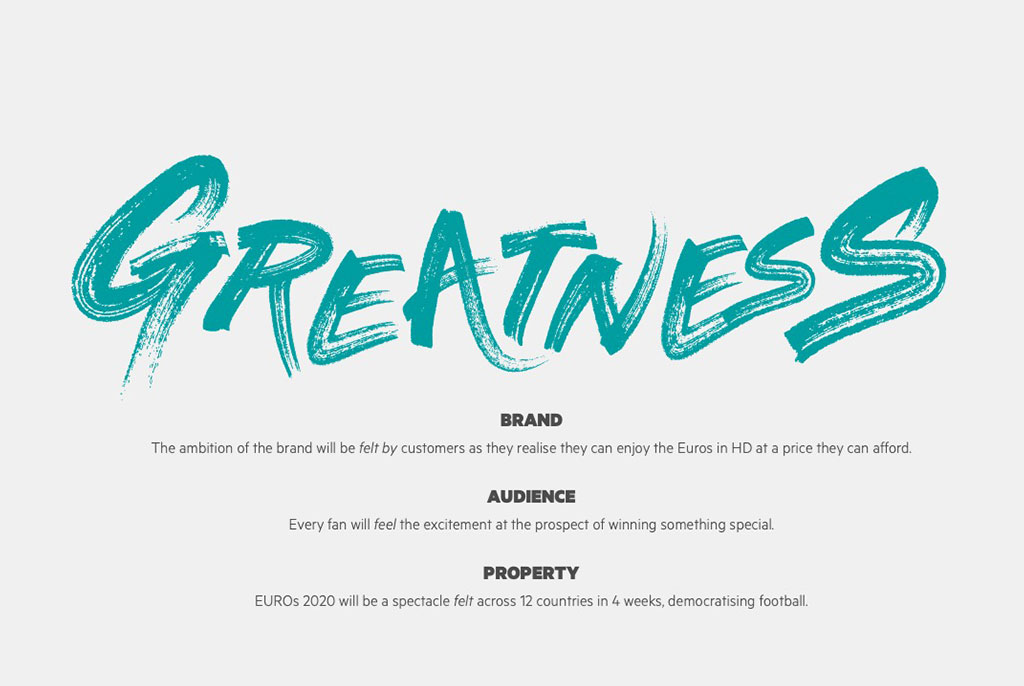 GREATNESS
BRAND
The ambition of the brand will be felt by customers as they realise they can enjoy the Euros in HD at a price they can afford.
AUDIENCE
Every fan will feel the excitement at the prospect of winning something special.
PROPERTY
EUROs 2020 will be a spectacle felt across 12 countries in 4 weeks, democratising football.